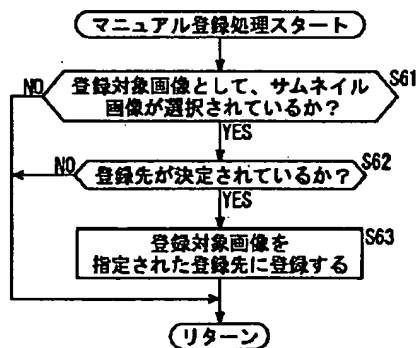 マニュアル登録処理スタート
S61
NO
登録対象画像として、サムネイル
画像が選択されているか?
YES
S62
NO
登録先が決定されているか?
YES
S63
登録対象画像を
指定された登録先に登録する
リターン